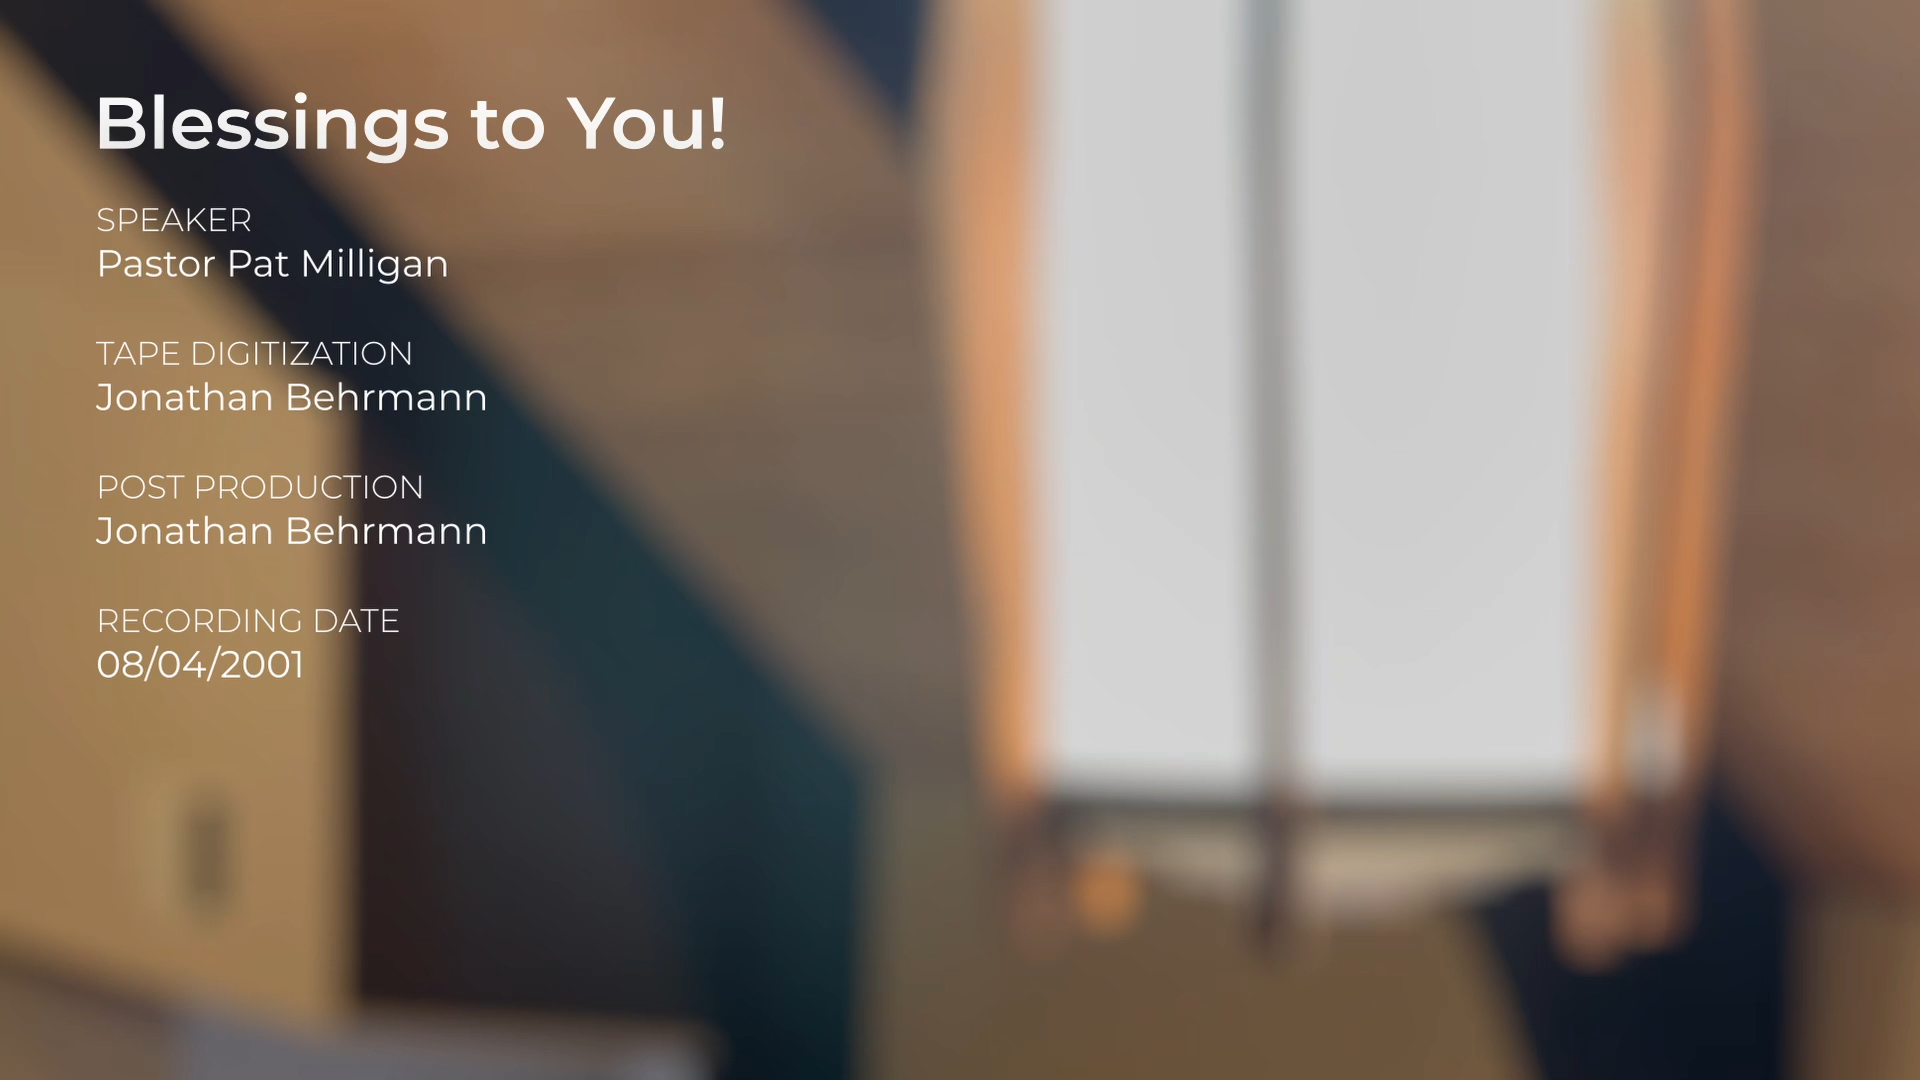 Blessings to You!
SPEAKER
Pastor Pat Milligan
TAPE DIGITIZATION
Jonathan Behrmann
POST PRODUCTION
Jonathan Behrmann
RECORDING DATE
08/04/2001